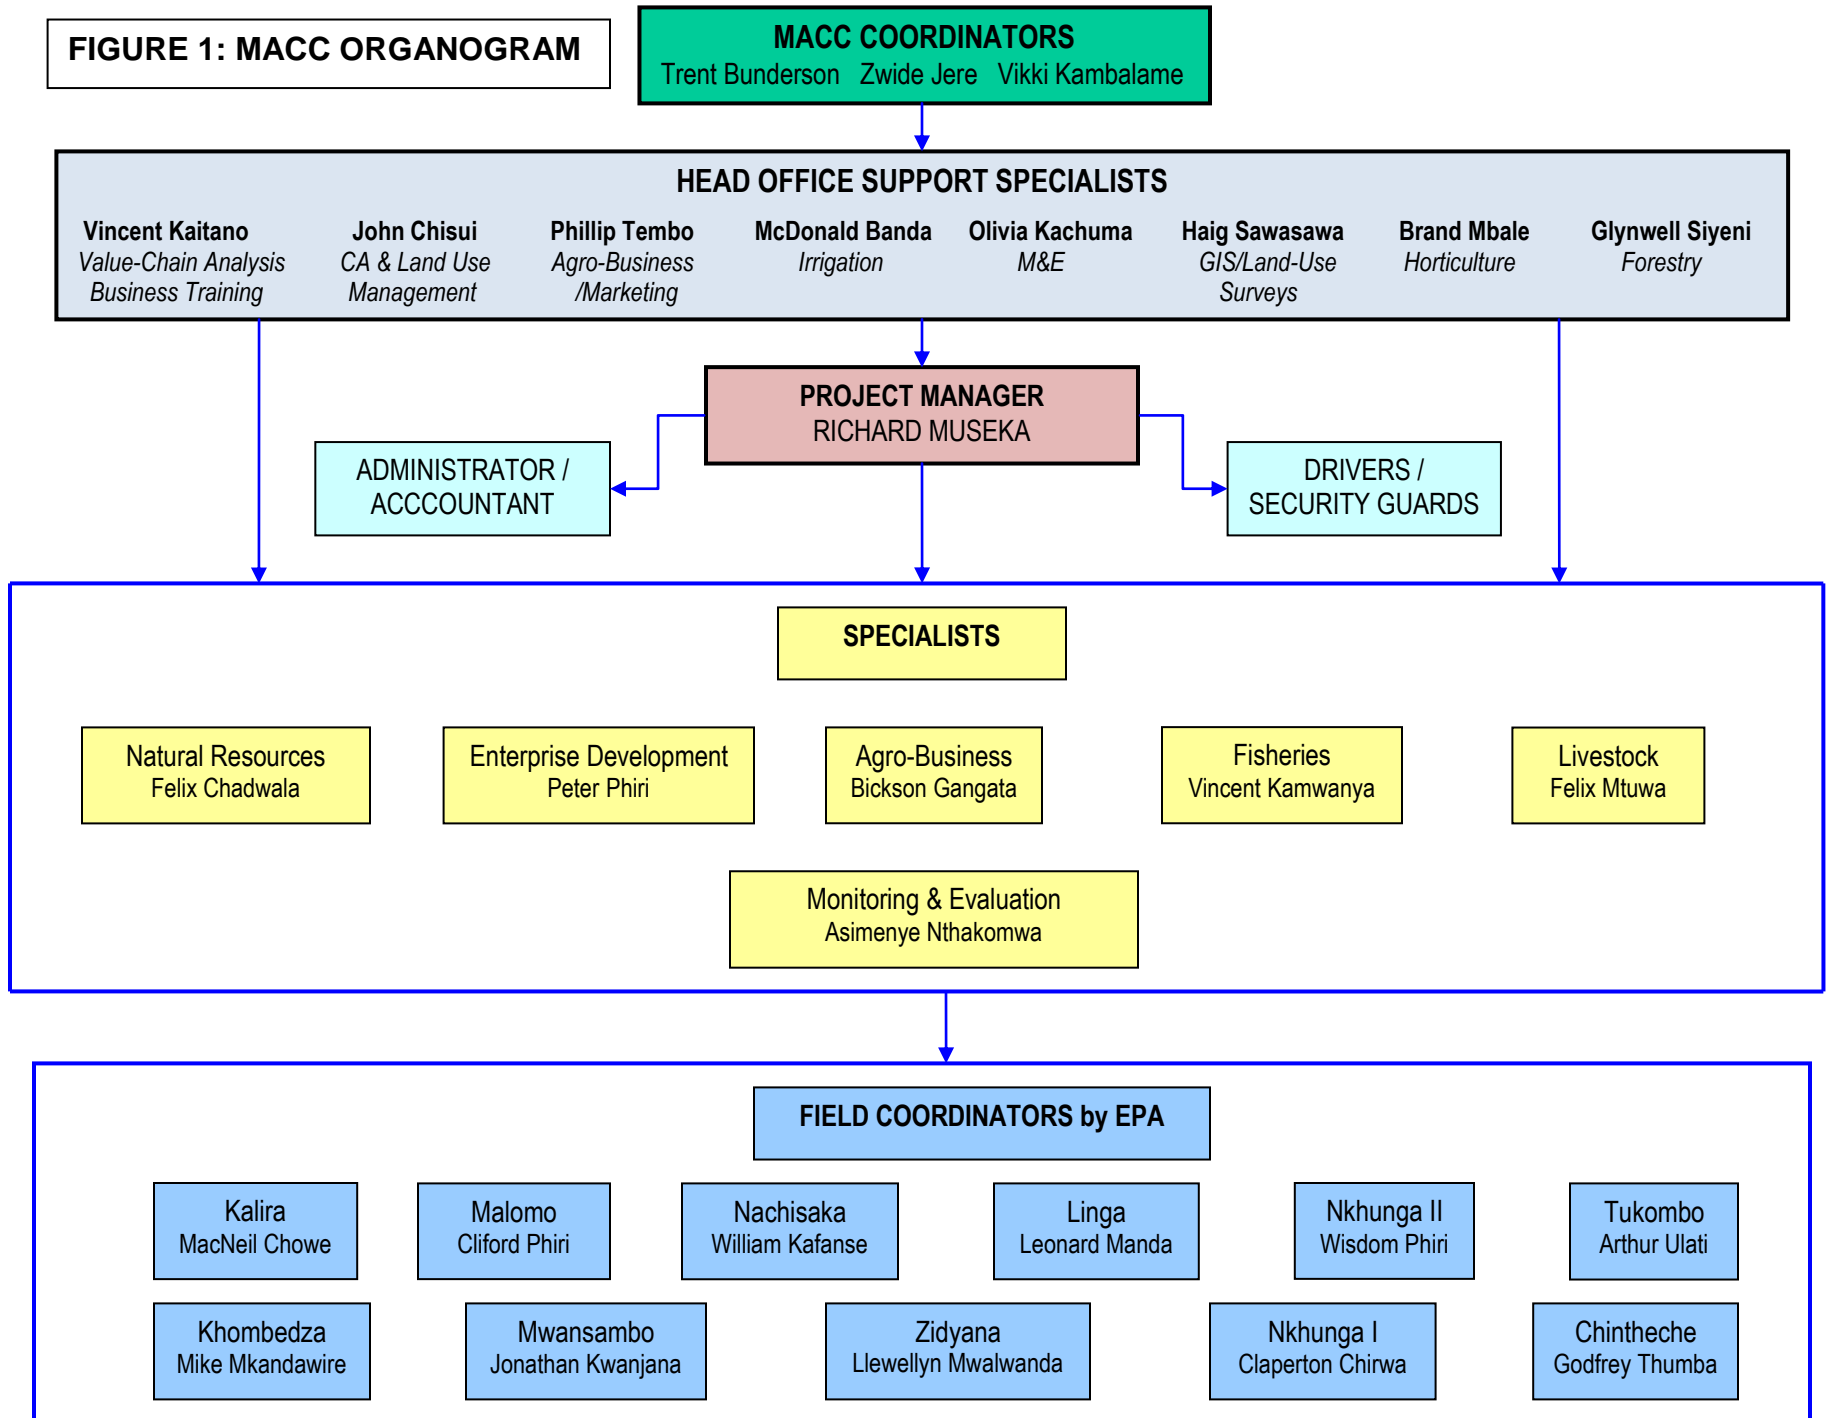 FIGURE 1: MACC ORGANOGRAM
MACC COORDINATORS
Trent Bunderson Zwide Jere Vikki Kambalame
HEAD OFFICE SUPPORT SPECIALISTS
Vincent Kaitano
Value-Chain Analysis
Business Training
John Chisui
CA & Land Use
Management
Phillip Tembo
Agro-Business
/Marketing
McDonald Banda
Irrigation
Olivia Kachuma
M&E
Haig Sawasawa
GIS/Land-Use
Surveys
Brand Mbale
Horticulture
Glynwell Siyeni
Forestry
PROJECT MANAGER
RICHARD MUSEKA
ADMINISTRATOR /
ACCCOUNTANT
DRIVERS /
SECURITY GUARDS
SPECIALISTS
Natural Resources
Felix Chadwala
Enterprise Development
Peter Phiri
Agro-Business
Bickson Gangata
Fisheries
Vincent Kamwanya
Livestock
Felix Mtuwa
Monitoring & Evaluation
Asimenye Nthakomwa
FIELD COORDINATORS by EPA
Kalira
MacNeil Chowe
Malomo
Cliford Phiri
Nachisaka
William Kafanse
Linga
Leonard Manda
Nkhunga II
Wisdom Phiri
Tukombo
Arthur Ulati
Khombedza
Mike Mkandawire
Mwansambo
Jonathan Kwanjana
Zidyana
Llewellyn Mwalwanda
Nkhunga I
Claperton Chirwa
Chintheche
Godfrey Thumba